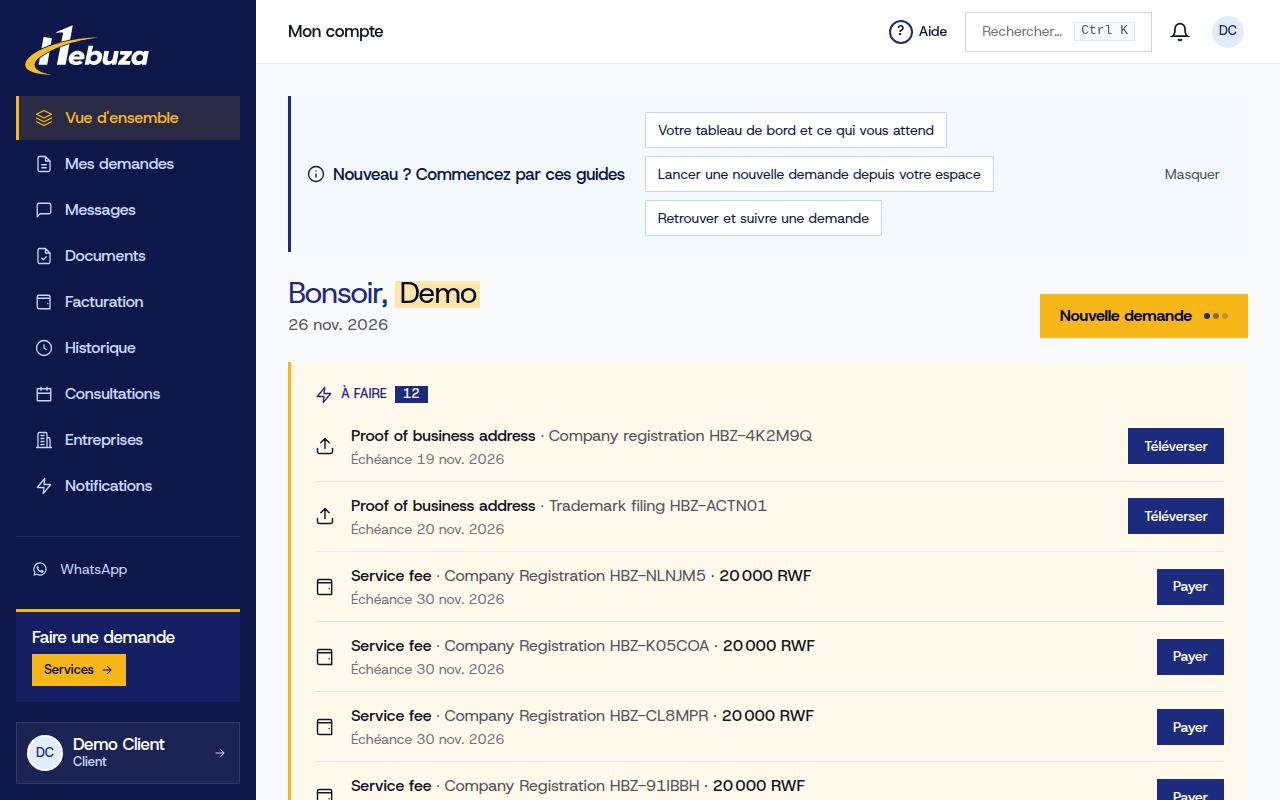 Hebuza
Vue d'ensemble
Mes demandes
Messages
Documents
Facturation
Historique
Consultations
Entreprises
Notifications
WhatsApp
Faire une demande
Services →
DC
Demo Client
Client
→
Mon compte
? Aide
Rechercher… Ctrl K
DC
Nouveau ? Commencez par ces guides
Votre tableau de bord et ce qui vous attend
Lancer une nouvelle demande depuis votre espace
Retrouver et suivre une demande
Masquer
Bonsoir, Demo
26 nov. 2026
Nouvelle demande
À FAIRE 12
Proof of business address · Company registration HBZ-4K2M9Q
Échéance 19 nov. 2026
Téléverser
Proof of business address · Trademark filing HBZ-ACTN01
Échéance 20 nov. 2026
Téléverser
Service fee · Company Registration HBZ-NLNJM5 · 20 000 RWF
Échéance 30 nov. 2026
Payer
Service fee · Company Registration HBZ-K05COA · 20 000 RWF
Échéance 30 nov. 2026
Payer
Service fee · Company Registration HBZ-CL8MPR · 20 000 RWF
Échéance 30 nov. 2026
Payer
Service fee · Company Registration HBZ-91IBBH · 20 000 RWF
Payer